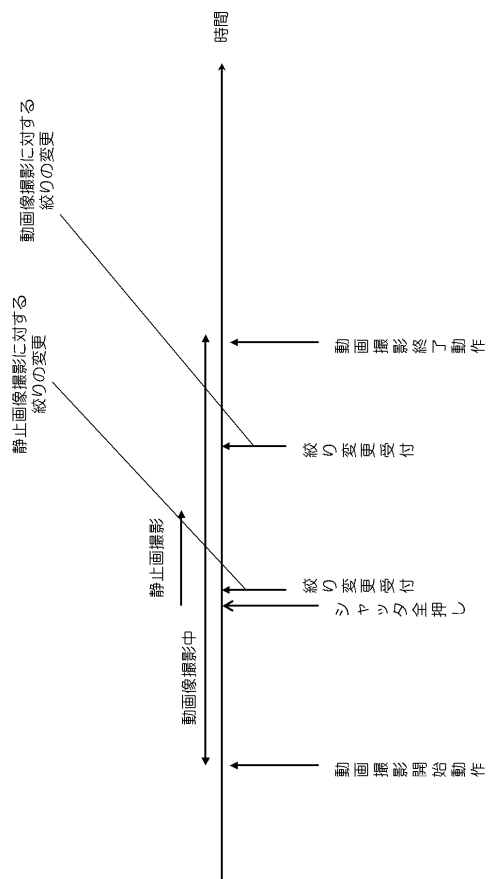 静止画像撮影に対する
絞りの変更
動画像撮影に対する
絞りの変更
静止画撮影
動画像撮影中
時間
動画撮影開始動作
シャッタ全押し
絞り変更受付
絞り変更受付
動画撮影終了動作